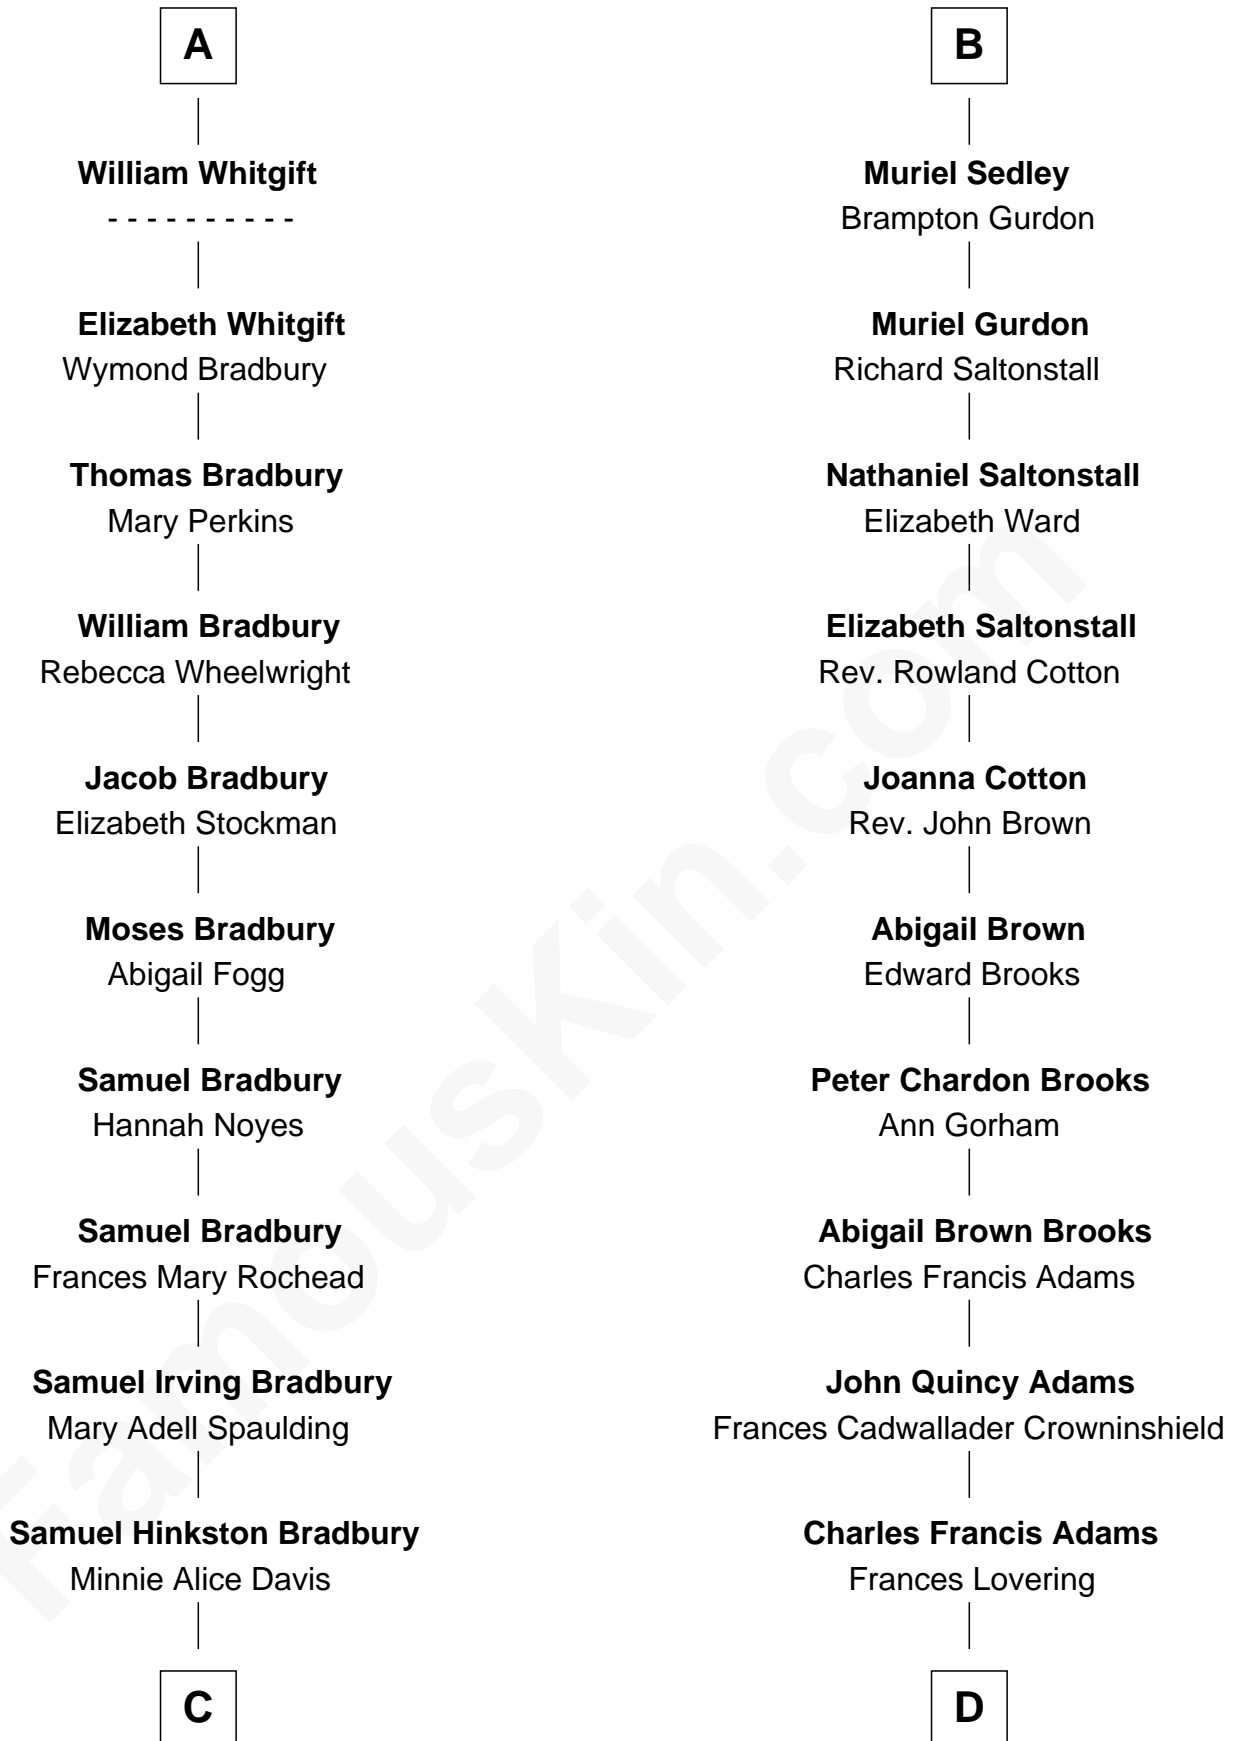 A
William Whitgift
- - - - - - - - - -
Elizabeth Whitgift
Wymond Bradbury
Thomas Bradbury
Mary Perkins
William Bradbury
Rebecca Wheelwright
Jacob Bradbury
Elizabeth Stockman
Moses Bradbury
Abigail Fogg
Samuel Bradbury
Hannah Noyes
Samuel Bradbury
Frances Mary Rochead
Samuel Irving Bradbury
Mary Adell Spaulding
Samuel Hinkston Bradbury
Minnie Alice Davis
C
B
Muriel Sedley
Brampton Gurdon
Muriel Gurdon
Richard Saltonstall
Nathaniel Saltonstall
Elizabeth Ward
Elizabeth Saltonstall
Rev. Rowland Cotton
Joanna Cotton
Rev. John Brown
Abigail Brown
Edward Brooks
Peter Chardon Brooks
Ann Gorham
Abigail Brown Brooks
Charles Francis Adams
John Quincy Adams
Frances Cadwallader Crowninshield
Charles Francis Adams
Frances Lovering
D
FamousKin.com